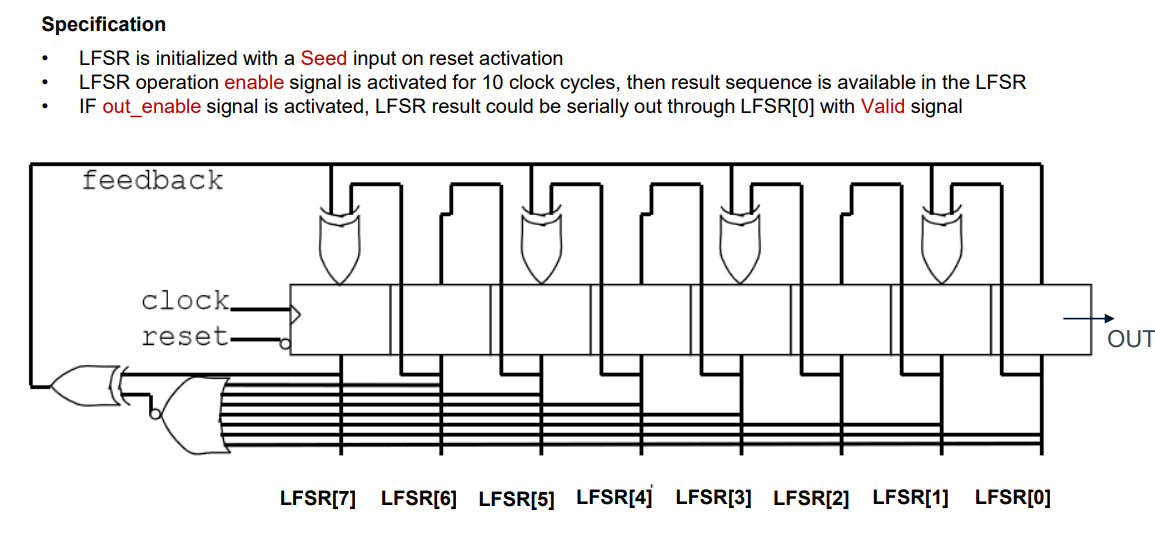 Specification
• LFSR is initialized with a Seed input on reset activation
• LFSR operation enable signal is activated for 10 clock cycles, then result sequence is available in the LFSR
• IF out_enable signal is activated, LFSR result could be serially out through LFSR[0] with Valid signal
feedback
clock
reset
OUT
LFSR[7] LFSR[6] LFSR[5] LFSR[4] LFSR[3] LFSR[2] LFSR[1] LFSR[0]